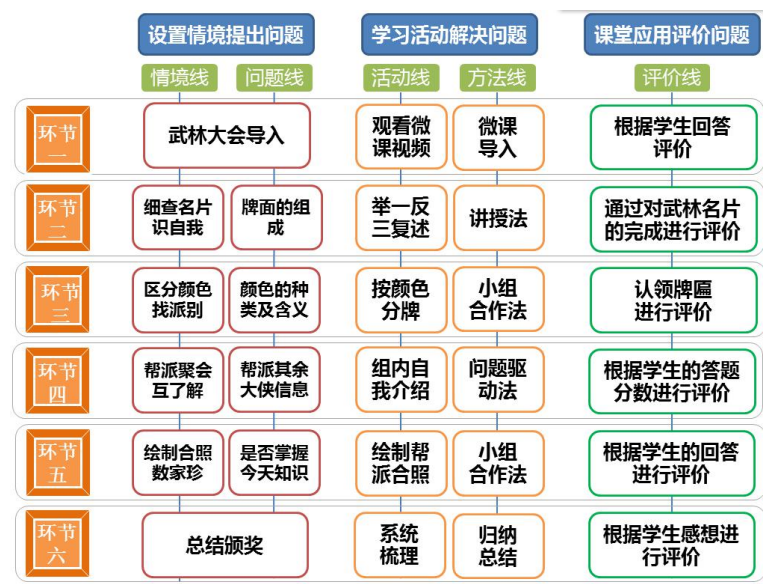 设置情境提出问题
学习活动解决问题
课堂应用评价问题
情境线
问题线
活动线
方法线
评价线
环节
一
武林大会导入
观看微
课视频
微课
导入
根据学生回答
评价
环节
二
细查名片
识自我
牌面的组
成
举一反
三复述
讲授法
通过对武林名片
的完成进行评价
环节
三
区分颜色
找派别
颜色的种
类及含义
按颜色
分牌
小组
合作法
认领牌匾
进行评价
环节
四
帮派聚会
互了解
帮派其余
大侠信息
组内自
我介绍
问题驱
动法
根据学生的答题
分数进行评价
环节
五
绘制合照
数家珍
是否掌握
今天知识
绘制帮
派合照
小组
合作法
根据学生的回答
进行评价
环节
六
总结颁奖
系统
梳理
归纳
总结
根据学生感想进
行评价